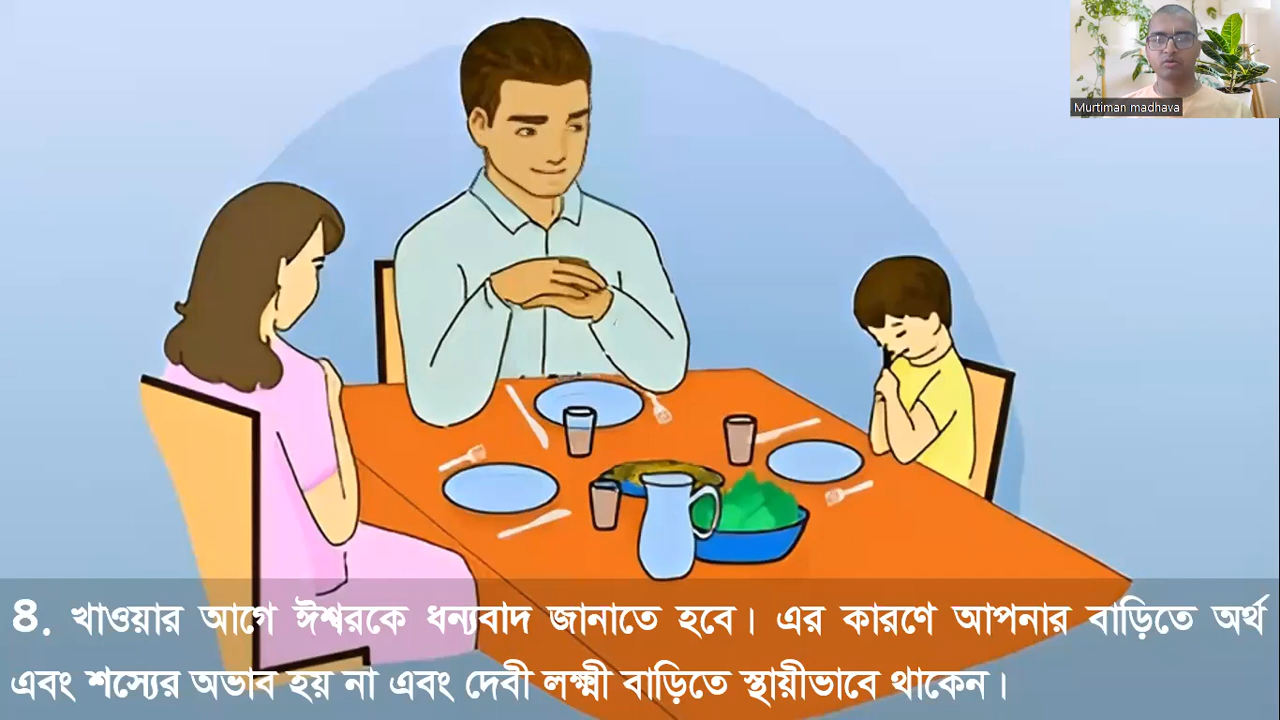 Murtiman madhava
৪. খাওয়ার আগে ঈশ্বরকে ধন্যবাদ জানাতে হবে। এর কারণে আপনার বাড়িতে অর্থ
এবং শস্যের অভাব হয় না এবং দেবী লক্ষ্মী বাড়িতে স্থায়ীভাবে থাকেন।